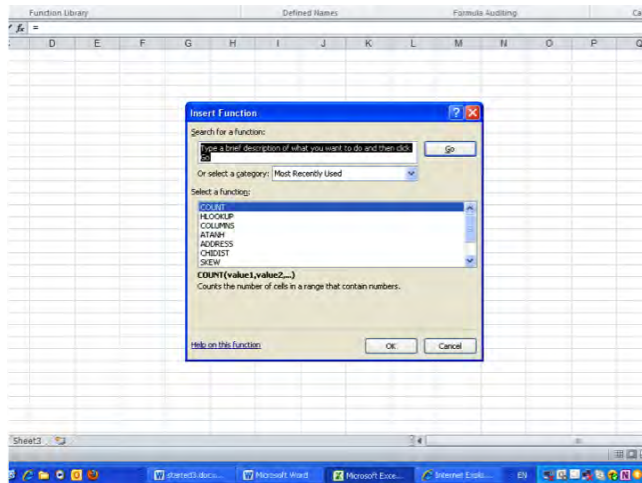 Function Library Defined Names Formula Auditing Ca
fx =
D E F G H I J K L M N O P Q
Insert Function
Search for a function:
Type a brief description of what you want to do and then click
Go
Go
Or select a category: Most Recently Used
Select a function:
COUNT
HLOOKUP
COLUMNS
ATANH
ADDRESS
CHIDIST
SKEW
COUNT(value1,value2,...)
Counts the number of cells in a range that contain numbers.
Help on this function
OK Cancel
Sheet3
started3.docx... Microsoft Word Microsoft Exce... Internet Explo... EN